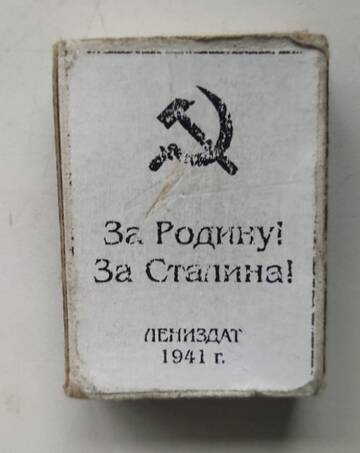 За Родину!
За Сталина!
ЛЕНИЗДАТ
1941 г.